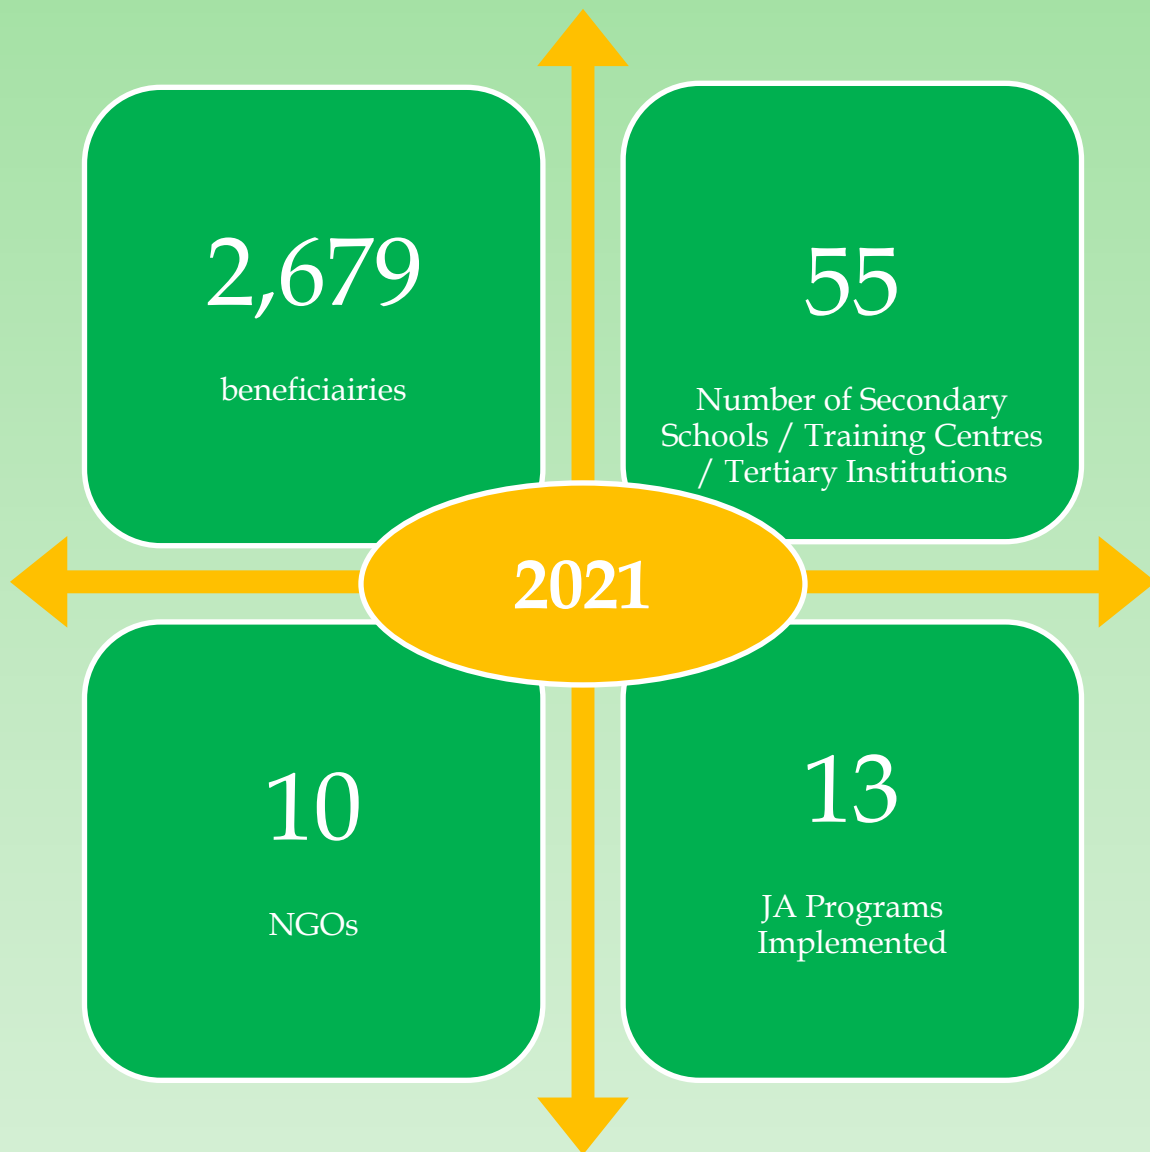 2,679
beneficiairies
55
Number of Secondary
Schools / Training Centres
/ Tertiary Institutions
2021
10
NGOs
13
JA Programs
Implemented